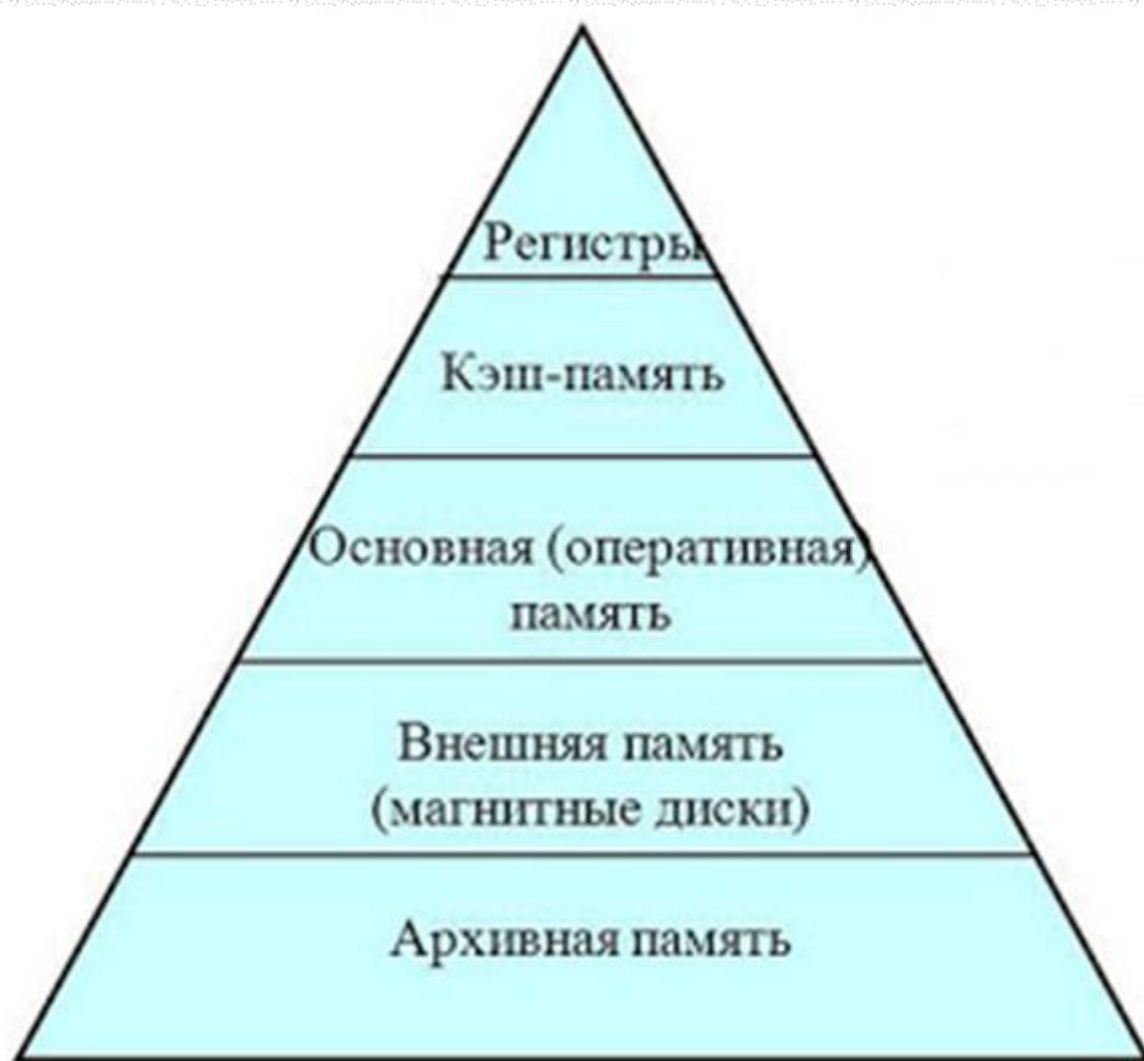 Регистры
Кэш-память
Основная (оперативная)
память
Внешняя память
(магнитные диски)
Архивная память